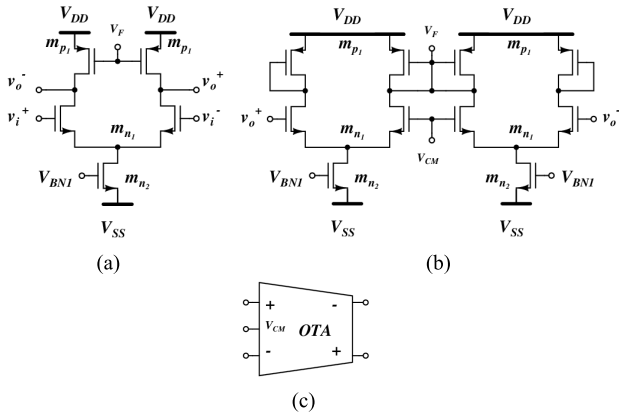 V_DD V_DD V_DD V_DD
m_p1 V_F m_p1 m_p1 V_F m_p1
v_o^- v_o^+
v_i^+ m_n1 v_i^- v_o^+ m_n1 m_n1 v_o^-
V_CM
V_BN1 m_n2 V_BN1 m_n2 m_n2 V_BN1
V_SS V_SS V_SS
(a) (b)
+ -
V_CM OTA
- +
(c)